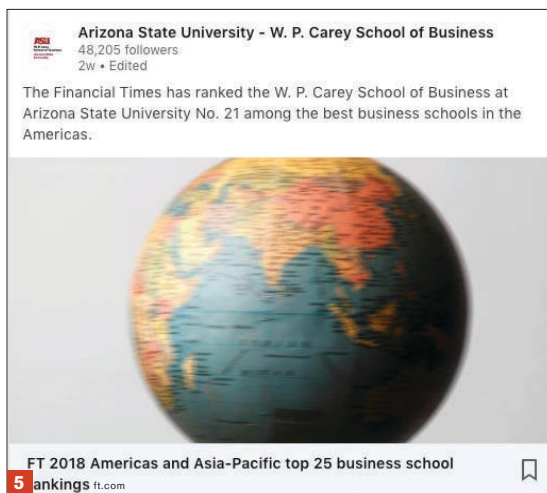 ASU
Arizona State University - W. P. Carey School of Business
48,205 followers
2w • Edited
The Financial Times has ranked the W. P. Carey School of Business at
Arizona State University No. 21 among the best business schools in the
Americas.
FT 2018 Americas and Asia-Pacific top 25 business school
5 ankings ft.com